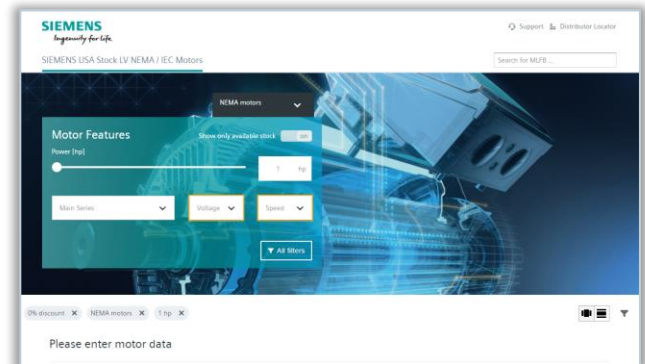 SIEMENS
Ingenuity for life
Support Distributor Locator
SIEMENS USA Stock LV NEMA / IEC Motors
Search for MLFB ...
NEMA motors
Motor Features
Show only available stock
on
Power [hp]
1 hp
Main Series
Voltage
Speed
All filters
0% discount X NEMA motors X 1 hp X
Please enter motor data